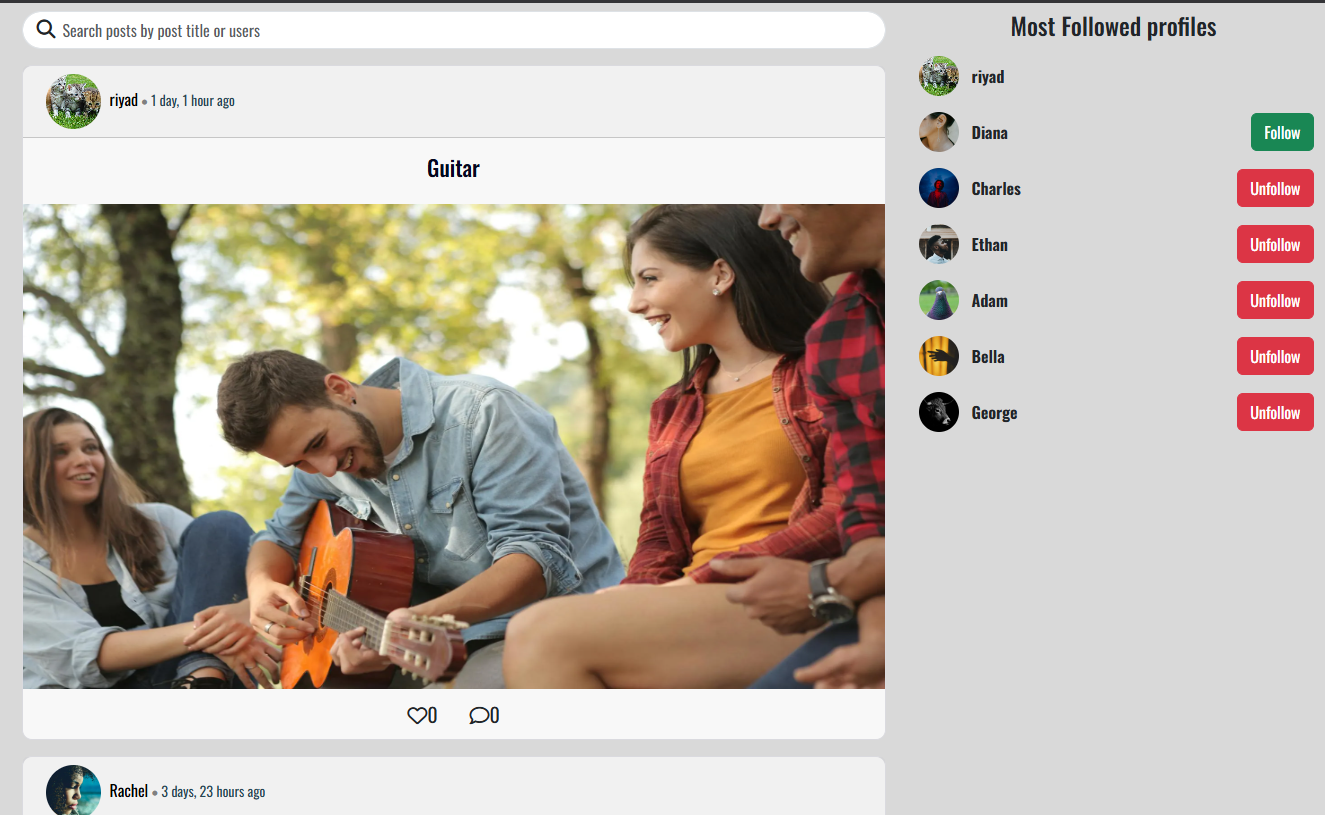 Search posts by post title or users
riyad • 1 day, 1 hour ago
Guitar
0 0
Rachel • 3 days, 23 hours ago
Most Followed profiles
riyad
Diana Follow
Charles Unfollow
Ethan Unfollow
Adam Unfollow
Bella Unfollow
George Unfollow